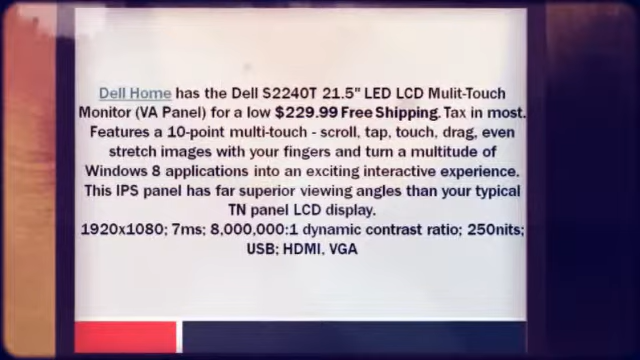 Dell Home has the Dell S2240T 21.5" LED LCD Mulit-Touch
Monitor (VA Panel) for a low $229.99 Free Shipping. Tax in most.
Features a 10-point multi-touch - scroll, tap, touch, drag, even
stretch images with your fingers and turn a multitude of
Windows 8 applications into an exciting interactive experience.
This IPS panel has far superior viewing angles than your typical
TN panel LCD display.
1920x1080; 7ms; 8,000,000:1 dynamic contrast ratio; 250nits;
USB; HDMI, VGA